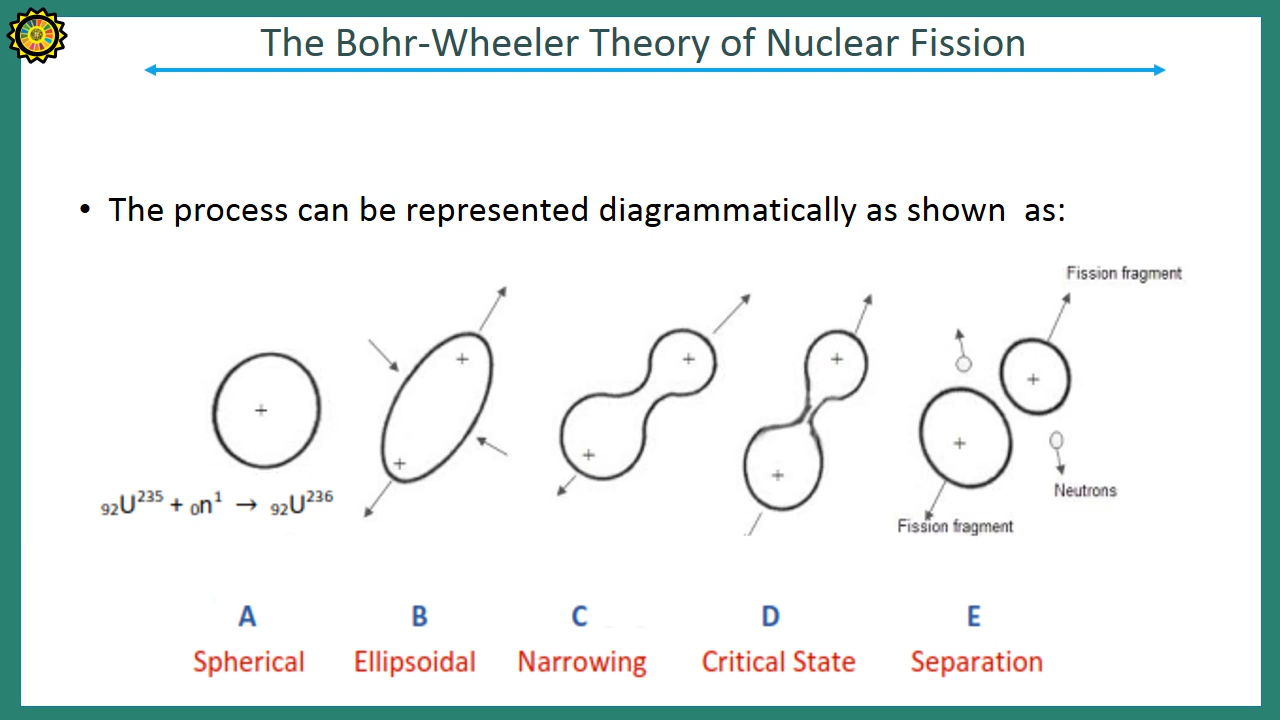 The Bohr-Wheeler Theory of Nuclear Fission
• The process can be represented diagrammatically as shown  as:
Fission fragment
+ + + + + + + + +
₉₂U²³⁵ + ₀n¹ → ₉₂U²³⁶
Neutrons
Fission fragment
A B C D E
Spherical Ellipsoidal Narrowing Critical State Separation